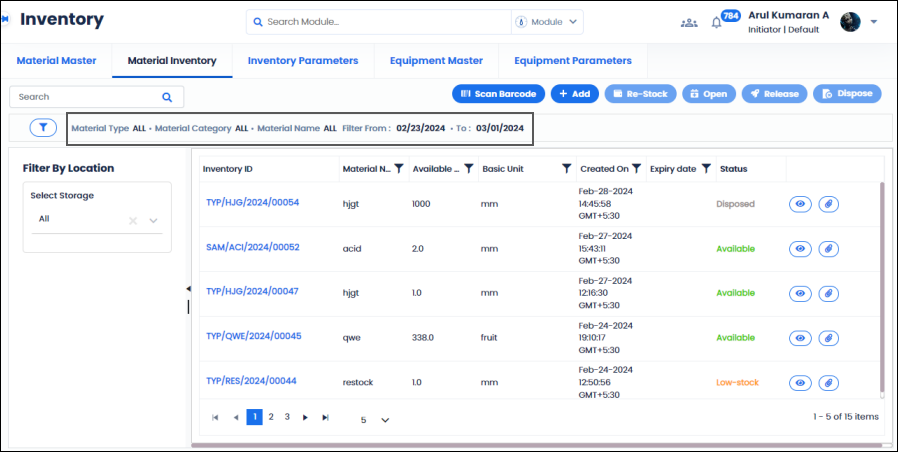 Inventory
Search Module...
Module
784
Arul Kumaran A
Initiator | Default
Material Master
Material Inventory
Inventory Parameters
Equipment Master
Equipment Parameters
Search
Scan Barcode
+ Add
Re-Stock
Open
Release
Dispose
Material Type ALL • Material Category ALL • Material Name ALL Filter From : 02/23/2024 • To : 03/01/2024
Filter By Location
Select Storage
All
Inventory ID Material N... Available ... Basic Unit Created On Expiry date Status
TYP/HJG/2024/00054 hjgt 1000 mm Feb-28-2024 14:45:58 GMT+5:30 Disposed
SAM/ACI/2024/00052 acid 2.0 mm Feb-27-2024 15:43:11 GMT+5:30 Available
TYP/HJG/2024/00047 hjgt 1.0 mm Feb-27-2024 12:16:30 GMT+5:30 Available
TYP/QWE/2024/00045 qwe 338.0 fruit Feb-24-2024 19:10:17 GMT+5:30 Available
TYP/RES/2024/00044 restock 1.0 mm Feb-24-2024 12:50:56 GMT+5:30 Low-stock
1 2 3 5 1 - 5 of 15 items